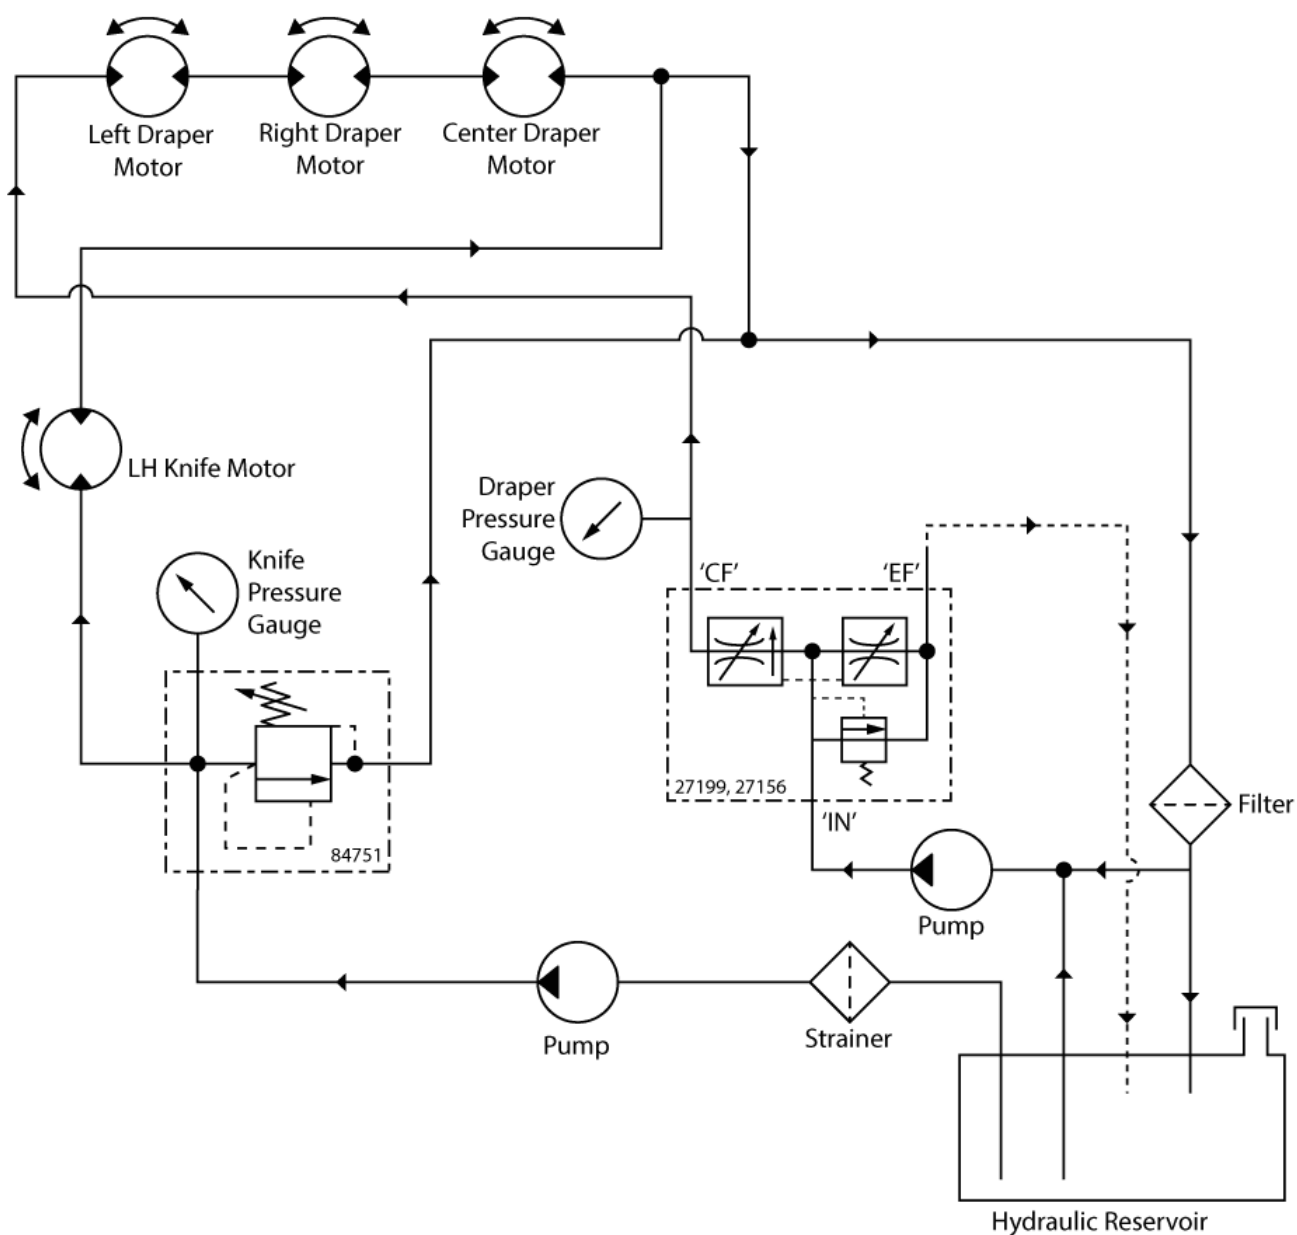 Left Draper
Motor
Right Draper
Motor
Center Draper
Motor
LH Knife Motor
Draper
Pressure
Gauge
Knife
Pressure
Gauge
'CF'
'EF'
27199, 27156
'IN'
Filter
84751
Pump
Pump
Strainer
Hydraulic Reservoir